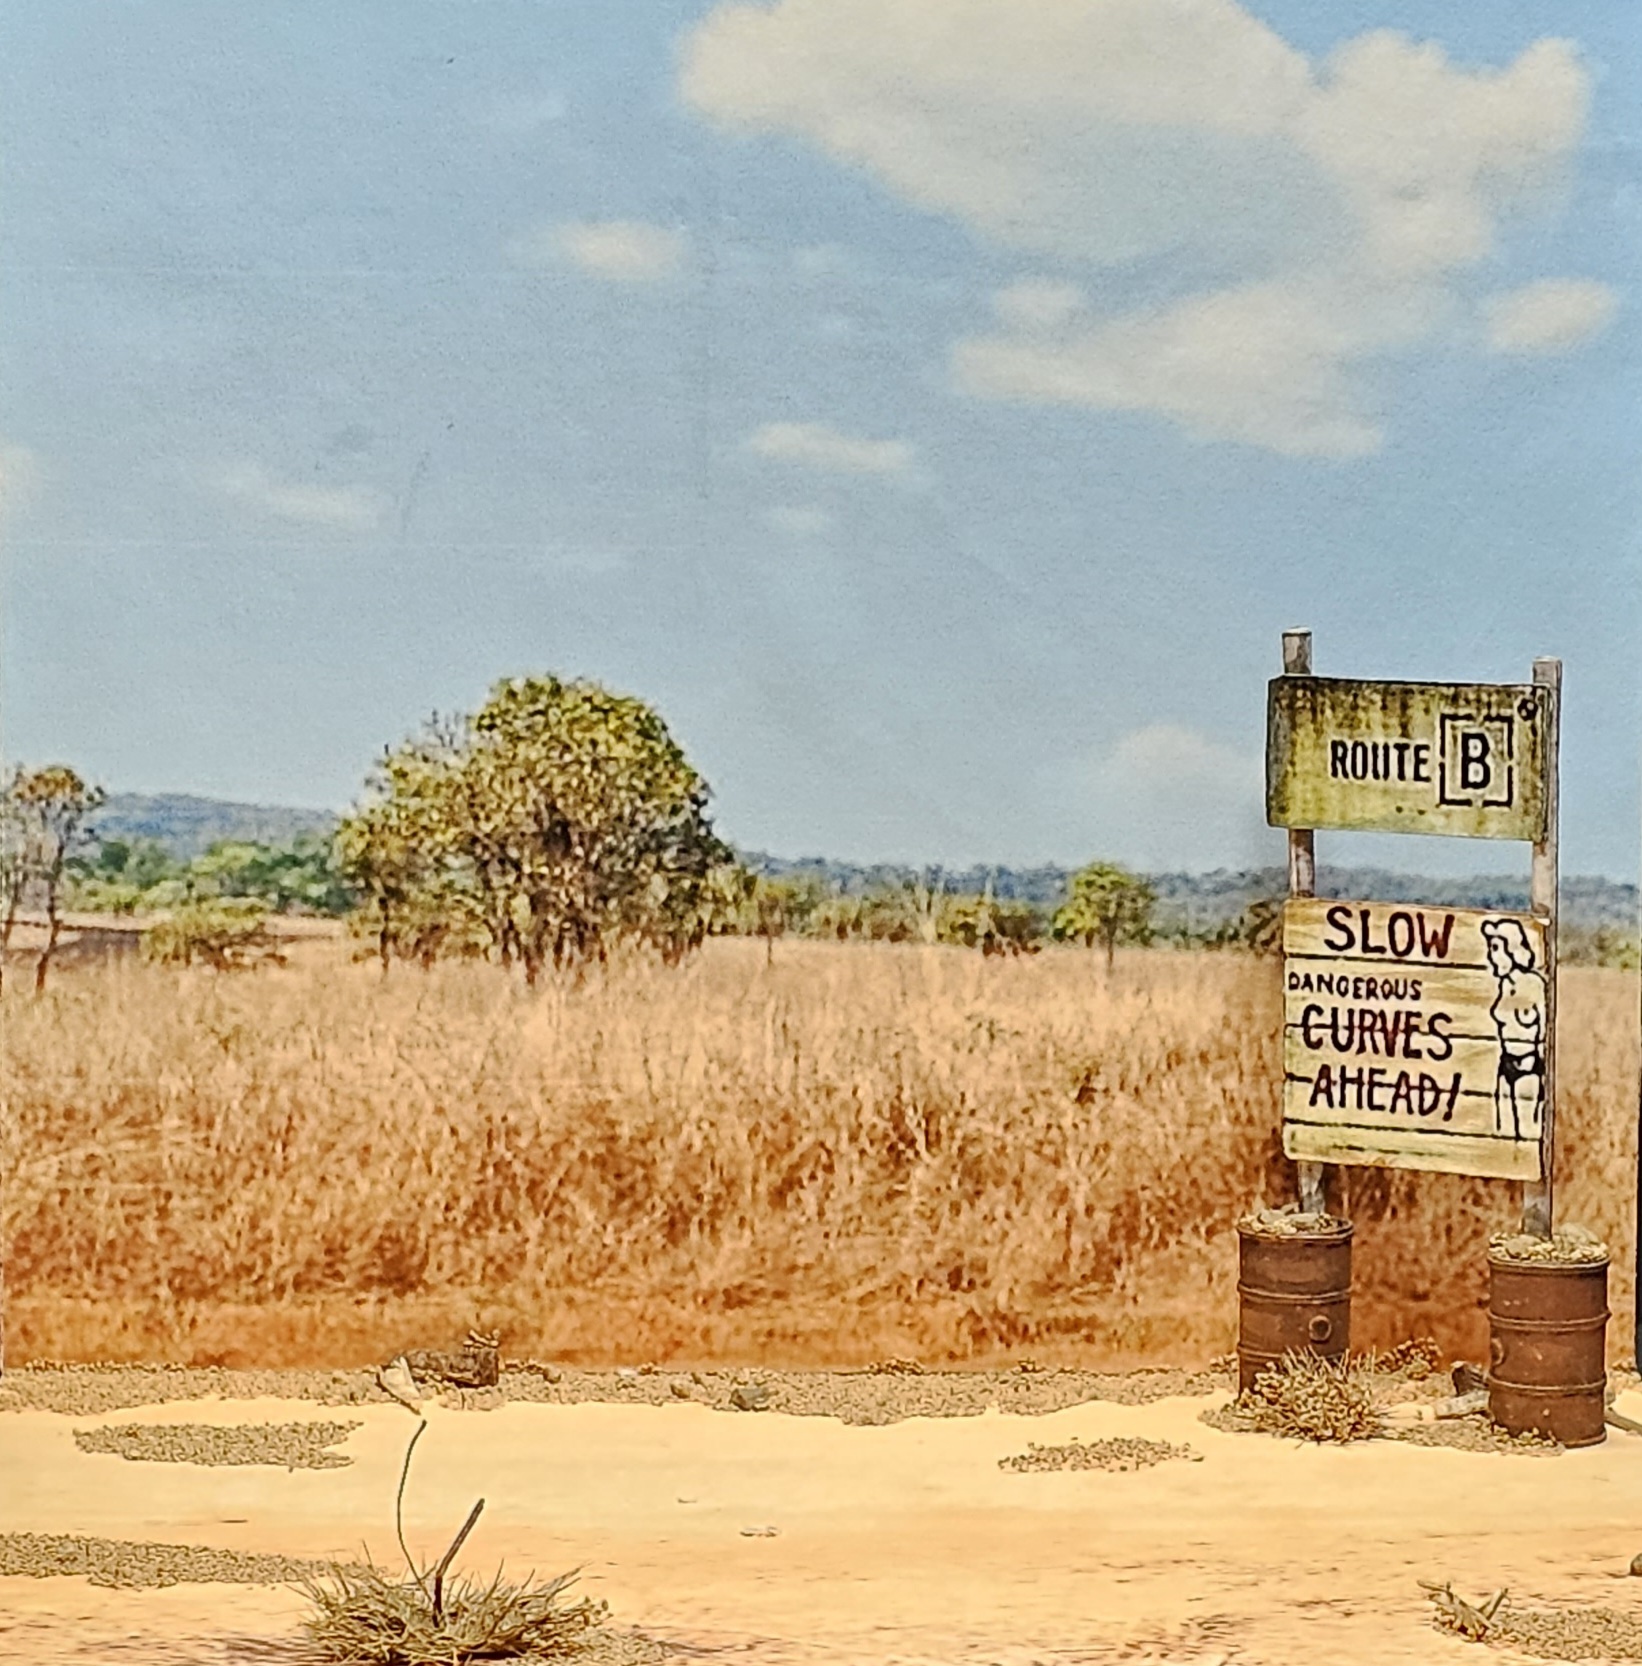 ROUTE B
SLOW
DANGEROUS
CURVES
AHEAD!